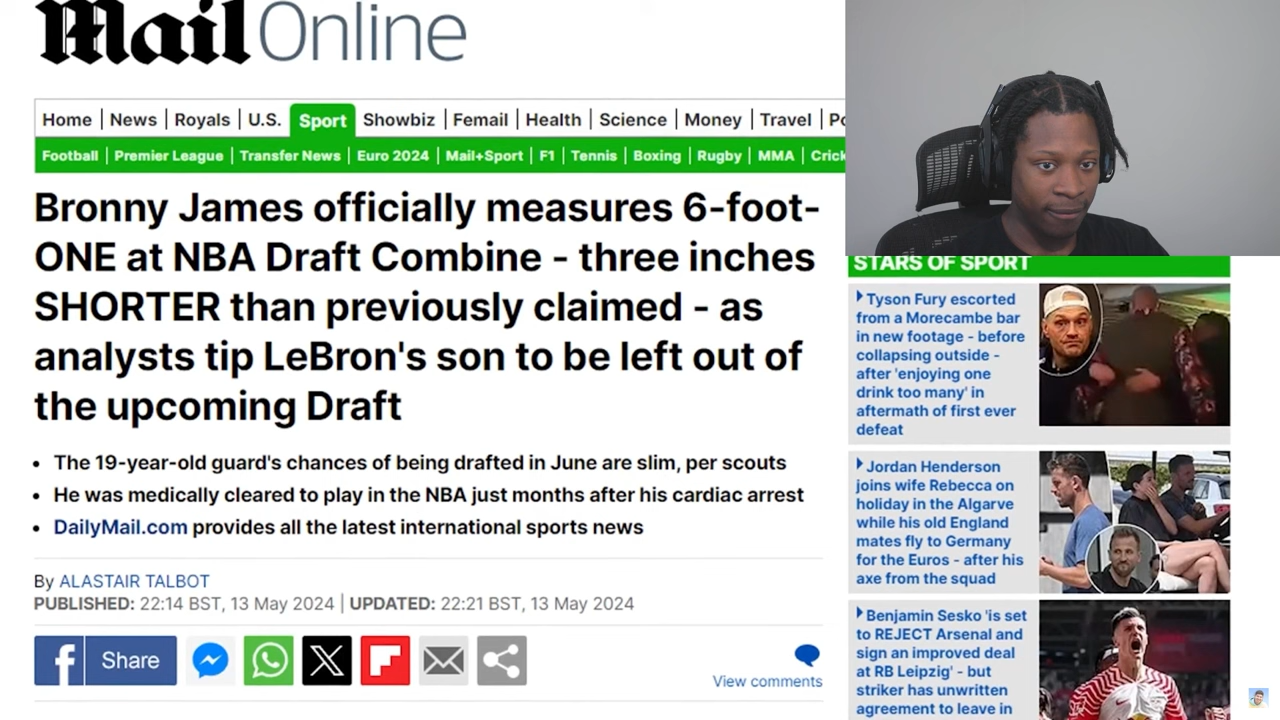 Mail Online
Home | News | Royals | U.S. | Sport | Showbiz | Femail | Health | Science | Money | Travel
Football | Premier League | Transfer News | Euro 2024 | Mail+Sport | F1 | Tennis | Boxing | Rugby | MMA
Bronny James officially measures 6-foot-
ONE at NBA Draft Combine - three inches
SHORTER than previously claimed - as
analysts tip LeBron's son to be left out of
the upcoming Draft
• The 19-year-old guard's chances of being drafted in June are slim, per scouts
• He was medically cleared to play in the NBA just months after his cardiac arrest
• DailyMail.com provides all the latest international sports news
By ALASTAIR TALBOT
PUBLISHED: 22:14 BST, 13 May 2024 | UPDATED: 22:21 BST, 13 May 2024
Share
View comments
STARS OF SPORT
Tyson Fury escorted
from a Morecambe bar
in new footage - before
collapsing outside -
after 'enjoying one
drink too many' in
aftermath of first ever
defeat
Jordan Henderson
joins wife Rebecca on
holiday in the Algarve
while his old England
mates fly to Germany
for the Euros - after his
axe from the squad
Benjamin Sesko 'is set
to REJECT Arsenal and
sign an improved deal
at RB Leipzig' - but
striker has unwritten
agreement to leave in